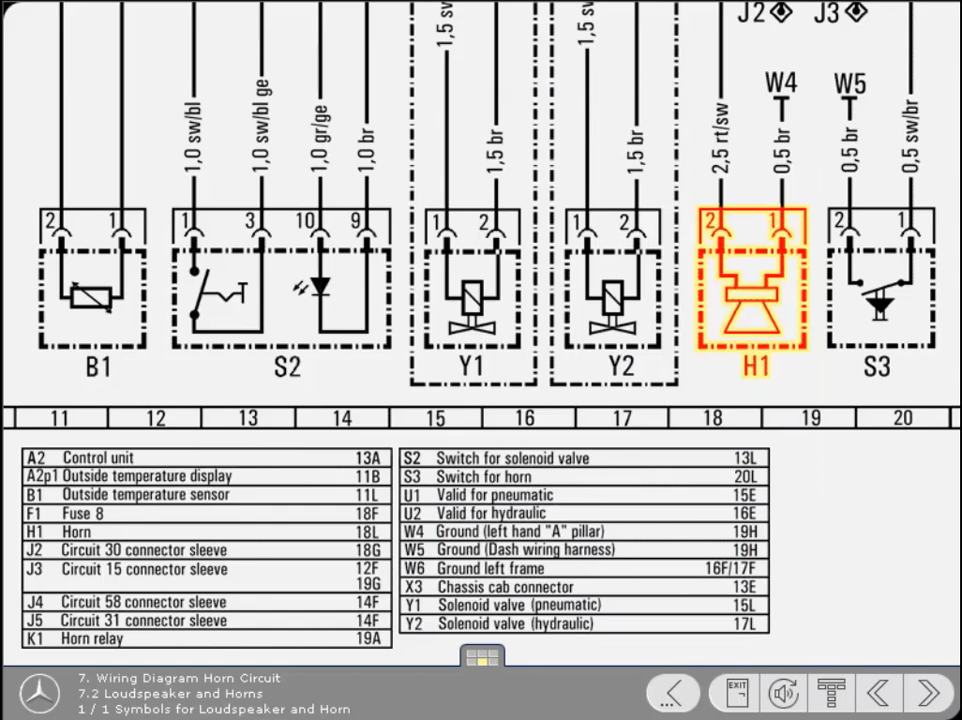 J2 J3
W4 W5
1,5 sw 1,5 sw
1,0 sw/bl 1,0 sw/bl ge 1,0 gr/ge 1,0 br 1,5 br 1,5 br 2,5 rt/sw 0,5 br 0,5 br 0,5 sw/br
2 1 1 3 10 9 1 2 1 2 2 1 2 1
B1 S2 Y1 Y2 H1 S3
11 12 13 14 15 16 17 18 19 20
A2 Control unit 13A
A2p1 Outside temperature display 11B
B1 Outside temperature sensor 11L
F1 Fuse 8 18F
H1 Horn 18L
J2 Circuit 30 connector sleeve 18G
J3 Circuit 15 connector sleeve 12F
19G
J4 Circuit 58 connector sleeve 14F
J5 Circuit 31 connector sleeve 14F
K1 Horn relay 19A
S2 Switch for solenoid valve 13L
S3 Switch for horn 20L
U1 Valid for pneumatic 15E
U2 Valid for hydraulic 16E
W4 Ground (left hand "A" pillar) 19H
W5 Ground (Dash wiring harness) 19H
W6 Ground left frame 16F/17F
X3 Chassis cab connector 13E
Y1 Solenoid valve (pneumatic) 15L
Y2 Solenoid valve (hydraulic) 17L
7. Wiring Diagram Horn Circuit
7.2 Loudspeaker and Horns
1 / 1 Symbols for Loudspeaker and Horn
... EXIT